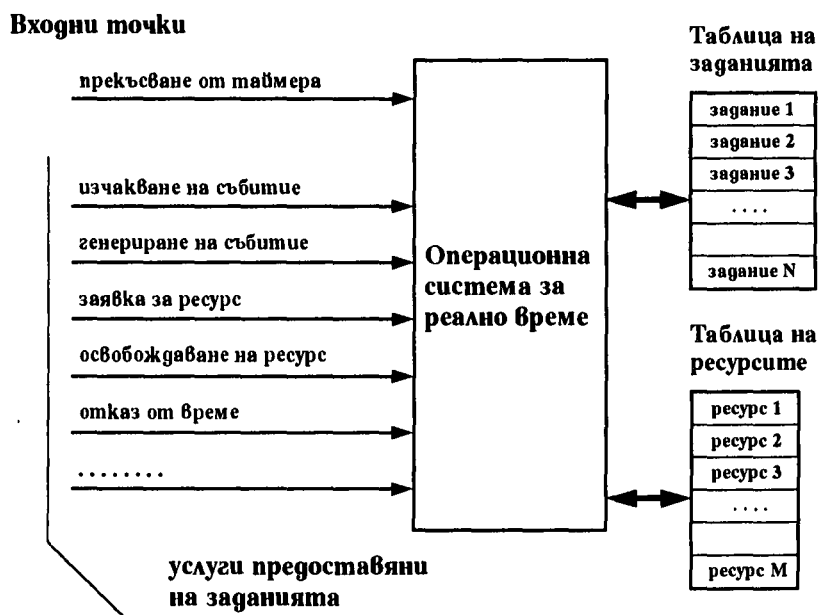 Входни точки
прекъсване от таймера
изчакване на събитие
генериране на събитие
заявка за ресурс
освобождаване на ресурс
отказ от време
........
услуги предоставяни
на заданията
Операционна
система за
реално време
Таблица на
заданията
задание 1
задание 2
задание 3
....
задание N
Таблица на
ресурсите
ресурс 1
ресурс 2
ресурс 3
....
ресурс M